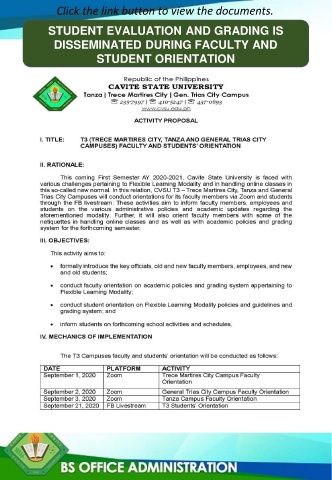 Click the link button to view the documents.
STUDENT EVALUATION AND GRADING IS
DISSEMINATED DURING FACULTY AND
STUDENT ORIENTATION
Republic of the Philippines
CAVITE STATE UNIVERSITY
Tanza | Trece Martires City | Gen. Trias City Campus
☏ 235-7997 | ☏ 410-5247 | ☏ 437-0693
www.cvsu.edu.ph
ACTIVITY PROPOSAL
I. TITLE: T3 (TRECE MARTIRES CITY, TANZA AND GENERAL TRIAS CITY
CAMPUSES) FACULTY AND STUDENTS' ORIENTATION
II. RATIONALE:
This coming First Semester AY 2020-2021, Cavite State University is faced with
various challenges pertaining to Flexible Learning Modality and in handling online classes in
this so-called new normal. In this relation, CVSU T3 – Trece Martires City, Tanza and General
Trias City Campuses will conduct orientations for its faculty members via Zoom and students
through the FB livestream. These activities aim to inform faculty members, employees and
students on the various administrative policies and academic updates regarding the
aforementioned modality. Further, it will also orient faculty members with some of the
netiquettes in handling online classes and as well as with academic policies and grading
system for the forthcoming semester.
III. OBJECTIVES:
This activity aims to:
• formally introduce the key officials, old and new faculty members, employees, and new
and old students;
• conduct faculty orientation on academic policies and grading system appertaining to
Flexible Learning Modality;
• conduct student orientation on Flexible Learning Modality policies and guidelines and
grading system; and
• inform students on forthcoming school activities and schedules.
IV. MECHANICS OF IMPLEMENTATION
The T3 Campuses faculty and students' orientation will be conducted as follows:
DATE PLATFORM ACTIVITY
September 1, 2020 Zoom Trece Martires City Campus Faculty
Orientation
September 2, 2020 Zoom General Trias City Campus Faculty Orientation
September 3, 2020 Zoom Tanza Campus Faculty Orientation
September 21, 2020 FB Livestream T3 Students' Orientation
BS OFFICE ADMINISTRATION